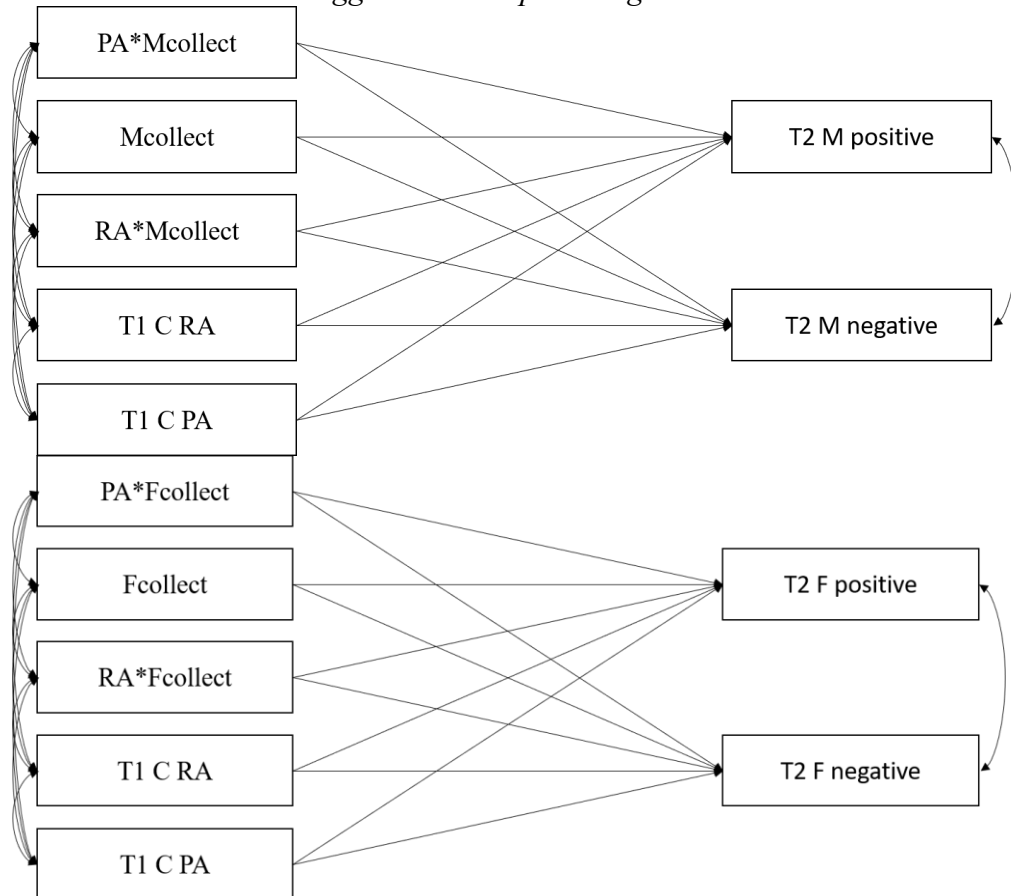 PA*Mcollect
Mcollect
RA*Mcollect
T1 C RA
T1 C PA
T2 M positive
T2 M negative
PA*Fcollect
Fcollect
RA*Fcollect
T1 C RA
T1 C PA
T2 F positive
T2 F negative